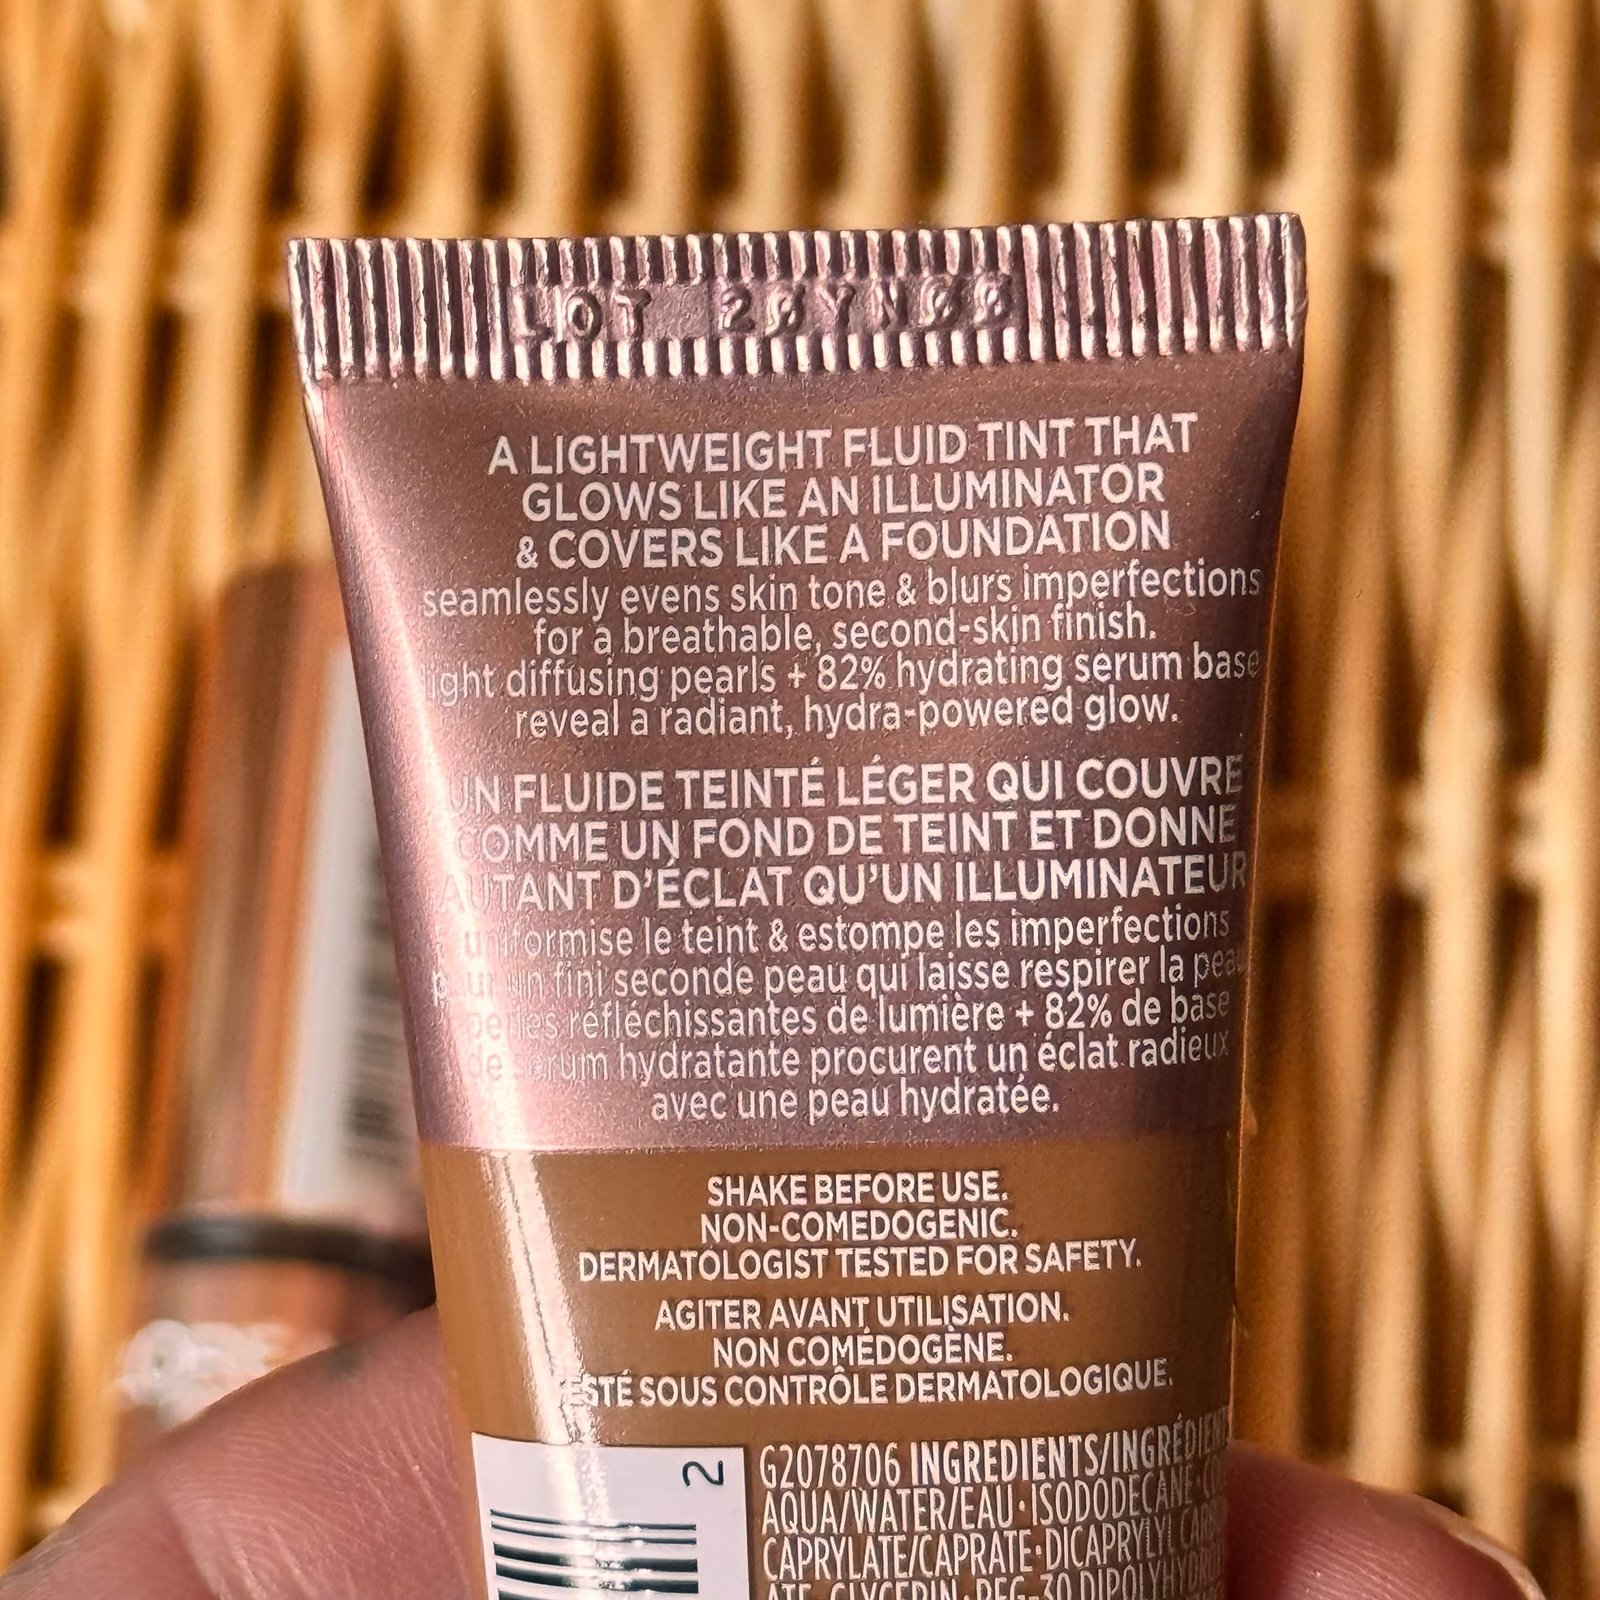 LOT 20YN00
A LIGHTWEIGHT FLUID TINT THAT
GLOWS LIKE AN ILLUMINATOR
& COVERS LIKE A FOUNDATION
seamlessly evens skin tone & blurs imperfections
for a breathable, second-skin finish.
light diffusing pearls + 82% hydrating serum base
reveal a radiant, hydra-powered glow.
UN FLUIDE TEINTÉ LÉGER QUI COUVRE
COMME UN FOND DE TEINT ET DONNE
AUTANT D'ÉCLAT QU'UN ILLUMINATEUR
uniformise le teint & estompe les imperfections
pour un fini seconde peau qui laisse respirer la peau
perles réfléchissantes de lumière + 82% de base
de serum hydratante procurent un éclat radieux
avec une peau hydratée.
SHAKE BEFORE USE.
NON-COMEDOGENIC.
DERMATOLOGIST TESTED FOR SAFETY.
AGITER AVANT UTILISATION.
NON COMÉDOGÈNE.
TESTÉ SOUS CONTRÔLE DERMATOLOGIQUE.
2
G2078706 INGREDIENTS/INGRÉDIENT
AQUA/WATER/EAU • ISODODECANE •
CAPRYLATE/CAPRATE • DICAPRYLYL
GLYCERIN • PEG-30